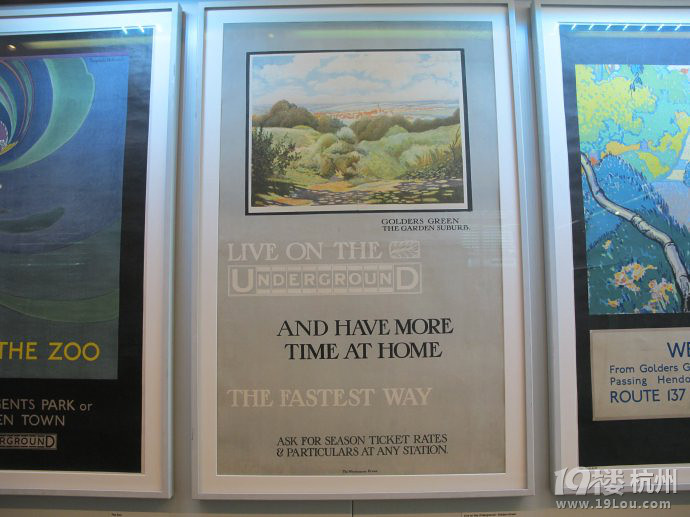 THE ZOO
GENTS PARK or
EN TOWN
ERGROUND
GOLDERS GREEN
THE GARDEN SUBURB.
LIVE ON THE
UNDERGROUND
AND HAVE MORE
TIME AT HOME
THE FASTEST WAY
ASK FOR SEASON TICKET RATES
& PARTICULARS AT ANY STATION.
WE
From Golders G
Passing Hendo
ROUTE 137
19楼 杭州
www.19Lou.com